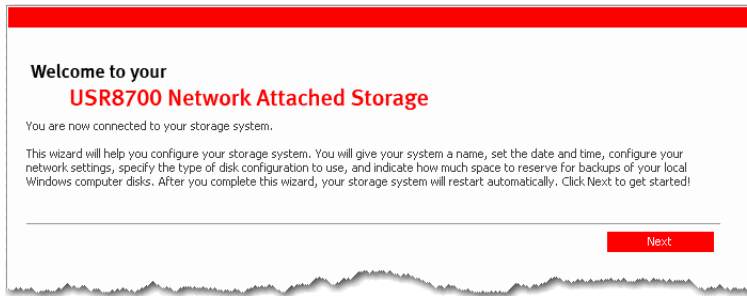 Welcome to your
USR8700 Network Attached Storage
You are now connected to your storage system.
This wizard will help you configure your storage system. You will give your system a name, set the date and time, configure your
network settings, specify the type of disk configuration to use, and indicate how much space to reserve for backups of your local
Windows computer disks. After you complete this wizard, your storage system will restart automatically. Click Next to get started!
Next